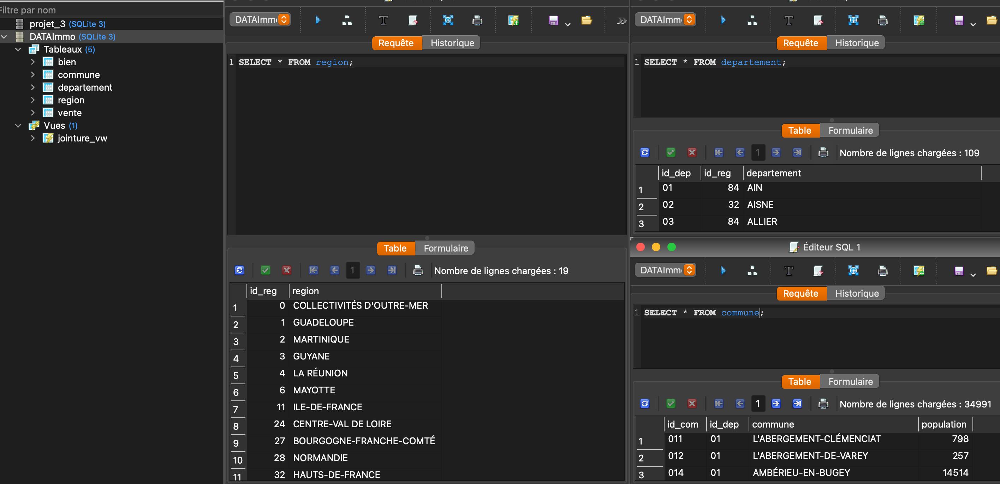 Filtre par nom
projet_3 (SQLite 3)
DATAImmo (SQLite 3)
Tableaux (5)
bien
commune
departement
region
vente
Vues (1)
jointure_vw
DATAImm
Requête Historique
1 SELECT * FROM region;
Table Formulaire
1 Nombre de lignes chargées : 19
id_reg region
1 0 COLLECTIVITÉS D'OUTRE-MER
2 1 GUADELOUPE
3 2 MARTINIQUE
4 3 GUYANE
5 4 LA RÉUNION
6 6 MAYOTTE
7 11 ILE-DE-FRANCE
8 24 CENTRE-VAL DE LOIRE
9 27 BOURGOGNE-FRANCHE-COMTÉ
10 28 NORMANDIE
11 32 HAUTS-DE-FRANCE
DATAImm
Requête Historique
1 SELECT * FROM departement;
Table Formulaire
1 Nombre de lignes chargées : 109
id_dep id_reg departement
1 01 84 AIN
2 02 32 AISNE
3 03 84 ALLIER
Éditeur SQL 1
DATAImm
Requête Historique
1 SELECT * FROM commune;
Table Formulaire
1 Nombre de lignes chargées : 34991
id_com id_dep commune population
1 011 01 L'ABERGEMENT-CLÉMENCIAT 798
2 012 01 L'ABERGEMENT-DE-VAREY 257
3 014 01 AMBÉRIEU-EN-BUGEY 14514